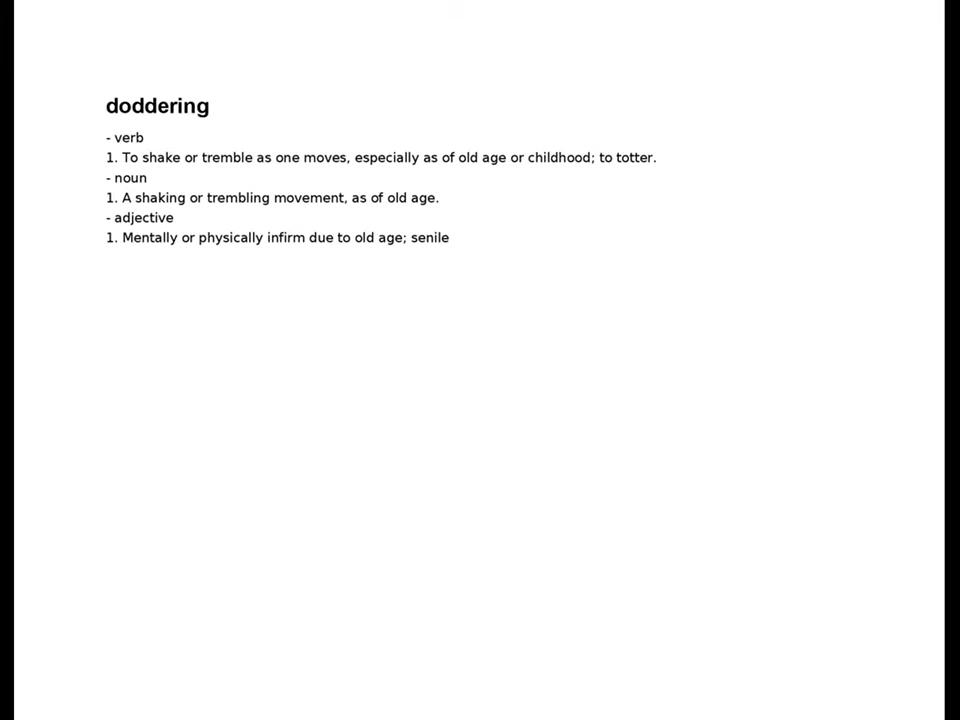 doddering
- verb
1. To shake or tremble as one moves, especially as of old age or childhood; to totter.
- noun
1. A shaking or trembling movement, as of old age.
- adjective
1. Mentally or physically infirm due to old age; senile